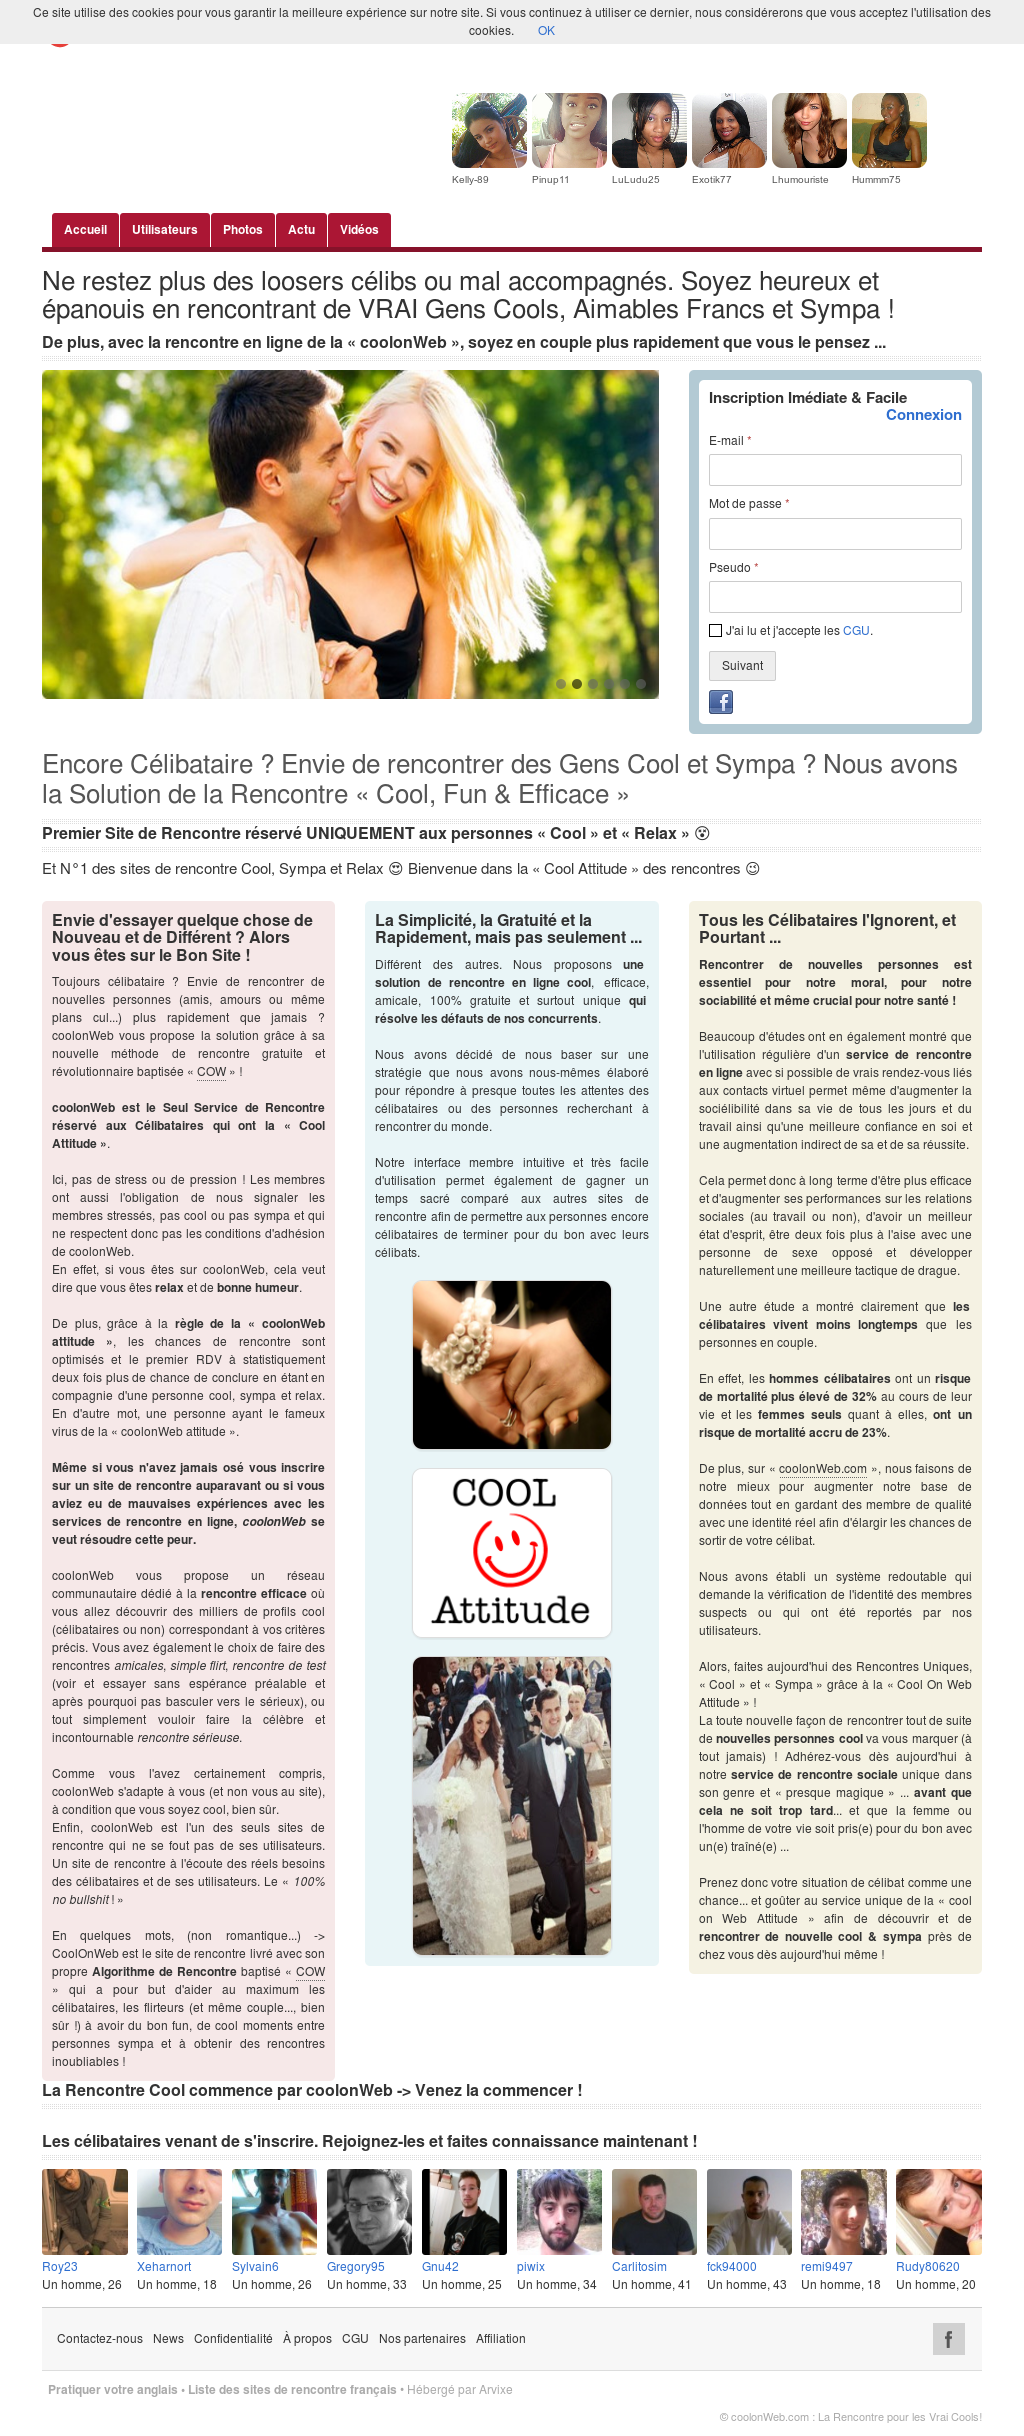 Ce site utilise des cookies pour vous garantir la meilleure expérience sur notre site. Si vous continuez à utiliser ce dernier, nous considérerons que vous acceptez l'utilisation des
cookies. OK
Kelly-89 Pinup11 LuLudu25 Exotik77 Lhumouriste Hummm75
Accueil Utilisateurs Photos Actu Vidéos
Ne restez plus des loosers célibs ou mal accompagnés. Soyez heureux et
épanouis en rencontrant de VRAI Gens Cools, Aimables Francs et Sympa !
De plus, avec la rencontre en ligne de la « coolonWeb », soyez en couple plus rapidement que vous le pensez ...
Inscription Imédiate & Facile
Connexion
E-mail *
Mot de passe *
Pseudo *
J'ai lu et j'accepte les CGU.
Suivant
f
Encore Célibataire ? Envie de rencontrer des Gens Cool et Sympa ? Nous avons
la Solution de la Rencontre « Cool, Fun & Efficace »
Premier Site de Rencontre réservé UNIQUEMENT aux personnes « Cool » et « Relax » 😵
Et N°1 des sites de rencontre Cool, Sympa et Relax 😍 Bienvenue dans la « Cool Attitude » des rencontres 😉
Envie d'essayer quelque chose de
Nouveau et de Différent ? Alors
vous êtes sur le Bon Site !
Toujours célibataire ? Envie de rencontrer de
nouvelles personnes (amis, amours ou même
plans cul...) plus rapidement que jamais ?
coolonWeb vous propose la solution grâce à sa
nouvelle méthode de rencontre gratuite et
révolutionnaire baptisée « COW » !
coolonWeb est le Seul Service de Rencontre
réservé aux Célibataires qui ont la « Cool
Attitude ».
Ici, pas de stress ou de pression ! Les membres
ont aussi l'obligation de nous signaler les
membres stressés, pas cool ou pas sympa et qui
ne respectent donc pas les conditions d'adhésion
de coolonWeb.
En effet, si vous êtes sur coolonWeb, cela veut
dire que vous êtes relax et de bonne humeur.
De plus, grâce à la règle de la « coolonWeb
attitude », les chances de rencontre sont
optimisés et le premier RDV à statistiquement
deux fois plus de chance de conclure en étant en
compagnie d'une personne cool, sympa et relax.
En d'autre mot, une personne ayant le fameux
virus de la « coolonWeb attitude ».
Même si vous n'avez jamais osé vous inscrire
sur un site de rencontre auparavant ou si vous
aviez eu de mauvaises expériences avec les
services de rencontre en ligne, coolonWeb se
veut résoudre cette peur.
coolonWeb vous propose un réseau
communautaire dédié à la rencontre efficace où
vous allez découvrir des milliers de profils cool
(célibataires ou non) correspondant à vos critères
précis. Vous avez également le choix de faire des
rencontres amicales, simple flirt, rencontre de test
(voir et essayer sans espérance préalable et
après pourquoi pas basculer vers le sérieux), ou
tout simplement vouloir faire la célèbre et
incontournable rencontre sérieuse.
Comme vous l'avez certainement compris,
coolonWeb s'adapte à vous (et non vous au site),
à condition que vous soyez cool, bien sûr.
Enfin, coolonWeb est l'un des seuls sites de
rencontre qui ne se fout pas de ses utilisateurs.
Un site de rencontre à l'écoute des réels besoins
des célibataires et de ses utilisateurs. Le « 100%
no bullshit ! »
En quelques mots, (non romantique...) ->
CoolOnWeb est le site de rencontre livré avec son
propre Algorithme de Rencontre baptisé « COW
» qui a pour but d'aider au maximum les
célibataires, les flirteurs (et même couple..., bien
sûr !) à avoir du bon fun, de cool moments entre
personnes sympa et à obtenir des rencontres
inoubliables !
La Simplicité, la Gratuité et la
Rapidement, mais pas seulement ...
Différent des autres. Nous proposons une
solution de rencontre en ligne cool, efficace,
amicale, 100% gratuite et surtout unique qui
résolve les défauts de nos concurrents.
Nous avons décidé de nous baser sur une
stratégie que nous avons nous-mêmes élaboré
pour répondre à presque toutes les attentes des
célibataires ou des personnes recherchant à
rencontrer du monde.
Notre interface membre intuitive et très facile
d'utilisation permet également de gagner un
temps sacré comparé aux autres sites de
rencontre afin de permettre aux personnes encore
célibataires de terminer pour du bon avec leurs
célibats.
COOL
Attitude
Tous les Célibataires l'Ignorent, et
Pourtant ...
Rencontrer de nouvelles personnes est
essentiel pour notre moral, pour notre
sociabilité et même crucial pour notre santé !
Beaucoup d'études ont en également montré que
l'utilisation régulière d'un service de rencontre
en ligne avec si possible de vrais rendez-vous liés
aux contacts virtuel permet même d'augmenter la
sociélibilité dans sa vie de tous les jours et du
travail ainsi qu'une meilleure confiance en soi et
une augmentation indirect de sa et de sa réussite.
Cela permet donc à long terme d'être plus efficace
et d'augmenter ses performances sur les relations
sociales (au travail ou non), d'avoir un meilleur
état d'esprit, être deux fois plus à l'aise avec une
personne de sexe opposé et développer
naturellement une meilleure tactique de drague.
Une autre étude a montré clairement que les
célibataires vivent moins longtemps que les
personnes en couple.
En effet, les hommes célibataires ont un risque
de mortalité plus élevé de 32% au cours de leur
vie et les femmes seuls quant à elles, ont un
risque de mortalité accru de 23%.
De plus, sur « coolonWeb.com », nous faisons de
notre mieux pour augmenter notre base de
données tout en gardant des membre de qualité
avec une identité réel afin d'élargir les chances de
sortir de votre célibat.
Nous avons établi un système redoutable qui
demande la vérification de l'identité des membres
suspects ou qui ont été reportés par nos
utilisateurs.
Alors, faites aujourd'hui des Rencontres Uniques,
« Cool » et « Sympa » grâce à la « Cool On Web
Attitude » !
La toute nouvelle façon de rencontrer tout de suite
de nouvelles personnes cool va vous marquer (à
tout jamais) ! Adhérez-vous dès aujourd'hui à
notre service de rencontre sociale unique dans
son genre et « presque magique » ... avant que
cela ne soit trop tard... et que la femme ou
l'homme de votre vie soit pris(e) pour du bon avec
un(e) traîné(e) ...
Prenez donc votre situation de célibat comme une
chance... et goûter au service unique de la « cool
on Web Attitude » afin de découvrir et de
rencontrer de nouvelle cool & sympa près de
chez vous dès aujourd'hui même !
La Rencontre Cool commence par coolonWeb -> Venez la commencer !
Les célibataires venant de s'inscrire. Rejoignez-les et faites connaissance maintenant !
Roy23 Xeharnort Sylvain6 Gregory95 Gnu42 piwix Carlitosim fck94000 remi9497 Rudy80620
Un homme, 26 Un homme, 18 Un homme, 26 Un homme, 33 Un homme, 25 Un homme, 34 Un homme, 41 Un homme, 43 Un homme, 18 Un homme, 20
Contactez-nous News Confidentialité À propos CGU Nos partenaires Affiliation f
Pratiquer votre anglais • Liste des sites de rencontre français • Hébergé par Arvixe
© coolonWeb.com : La Rencontre pour les Vrai Cools!